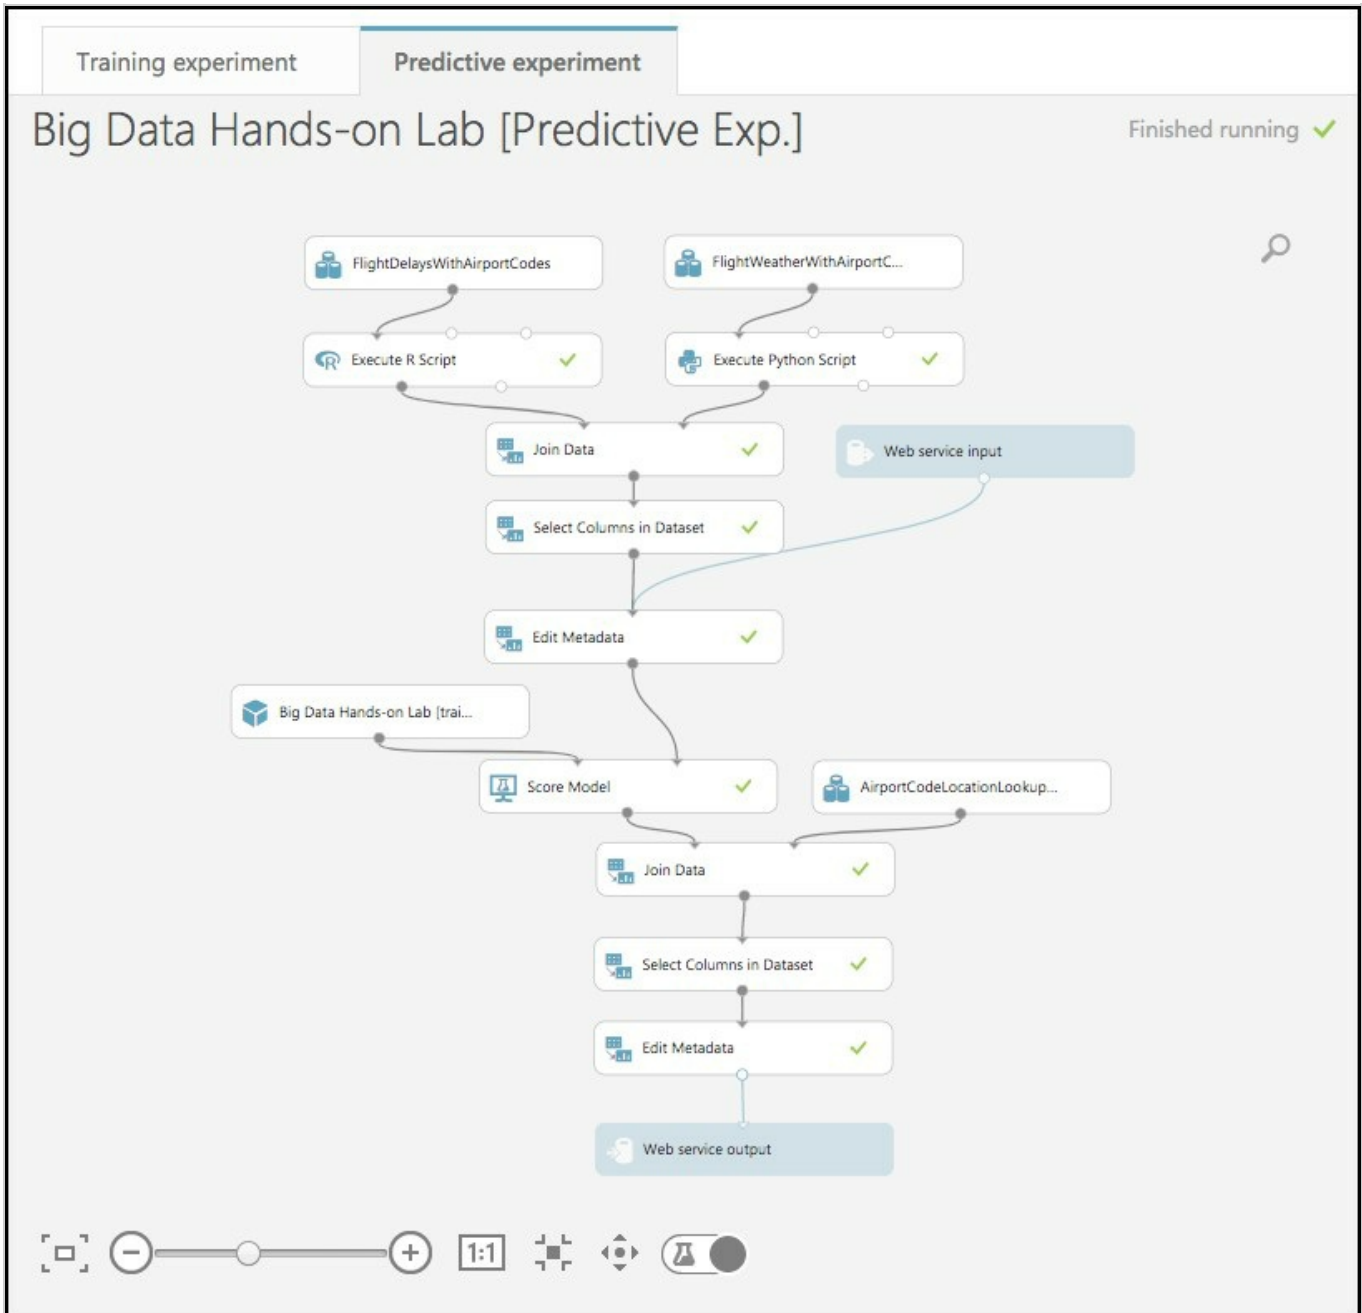 Training experiment
Predictive experiment
Big Data Hands-on Lab [Predictive Exp.]
Finished running
FlightDelaysWithAirportCodes
FlightWeatherWithAirportC...
R Execute R Script
Execute Python Script
Join Data
Web service input
Select Columns in Dataset
Edit Metadata
Big Data Hands-on Lab [trai...
Score Model
AirportCodeLocationLookup...
Join Data
Select Columns in Dataset
Edit Metadata
Web service output
1:1